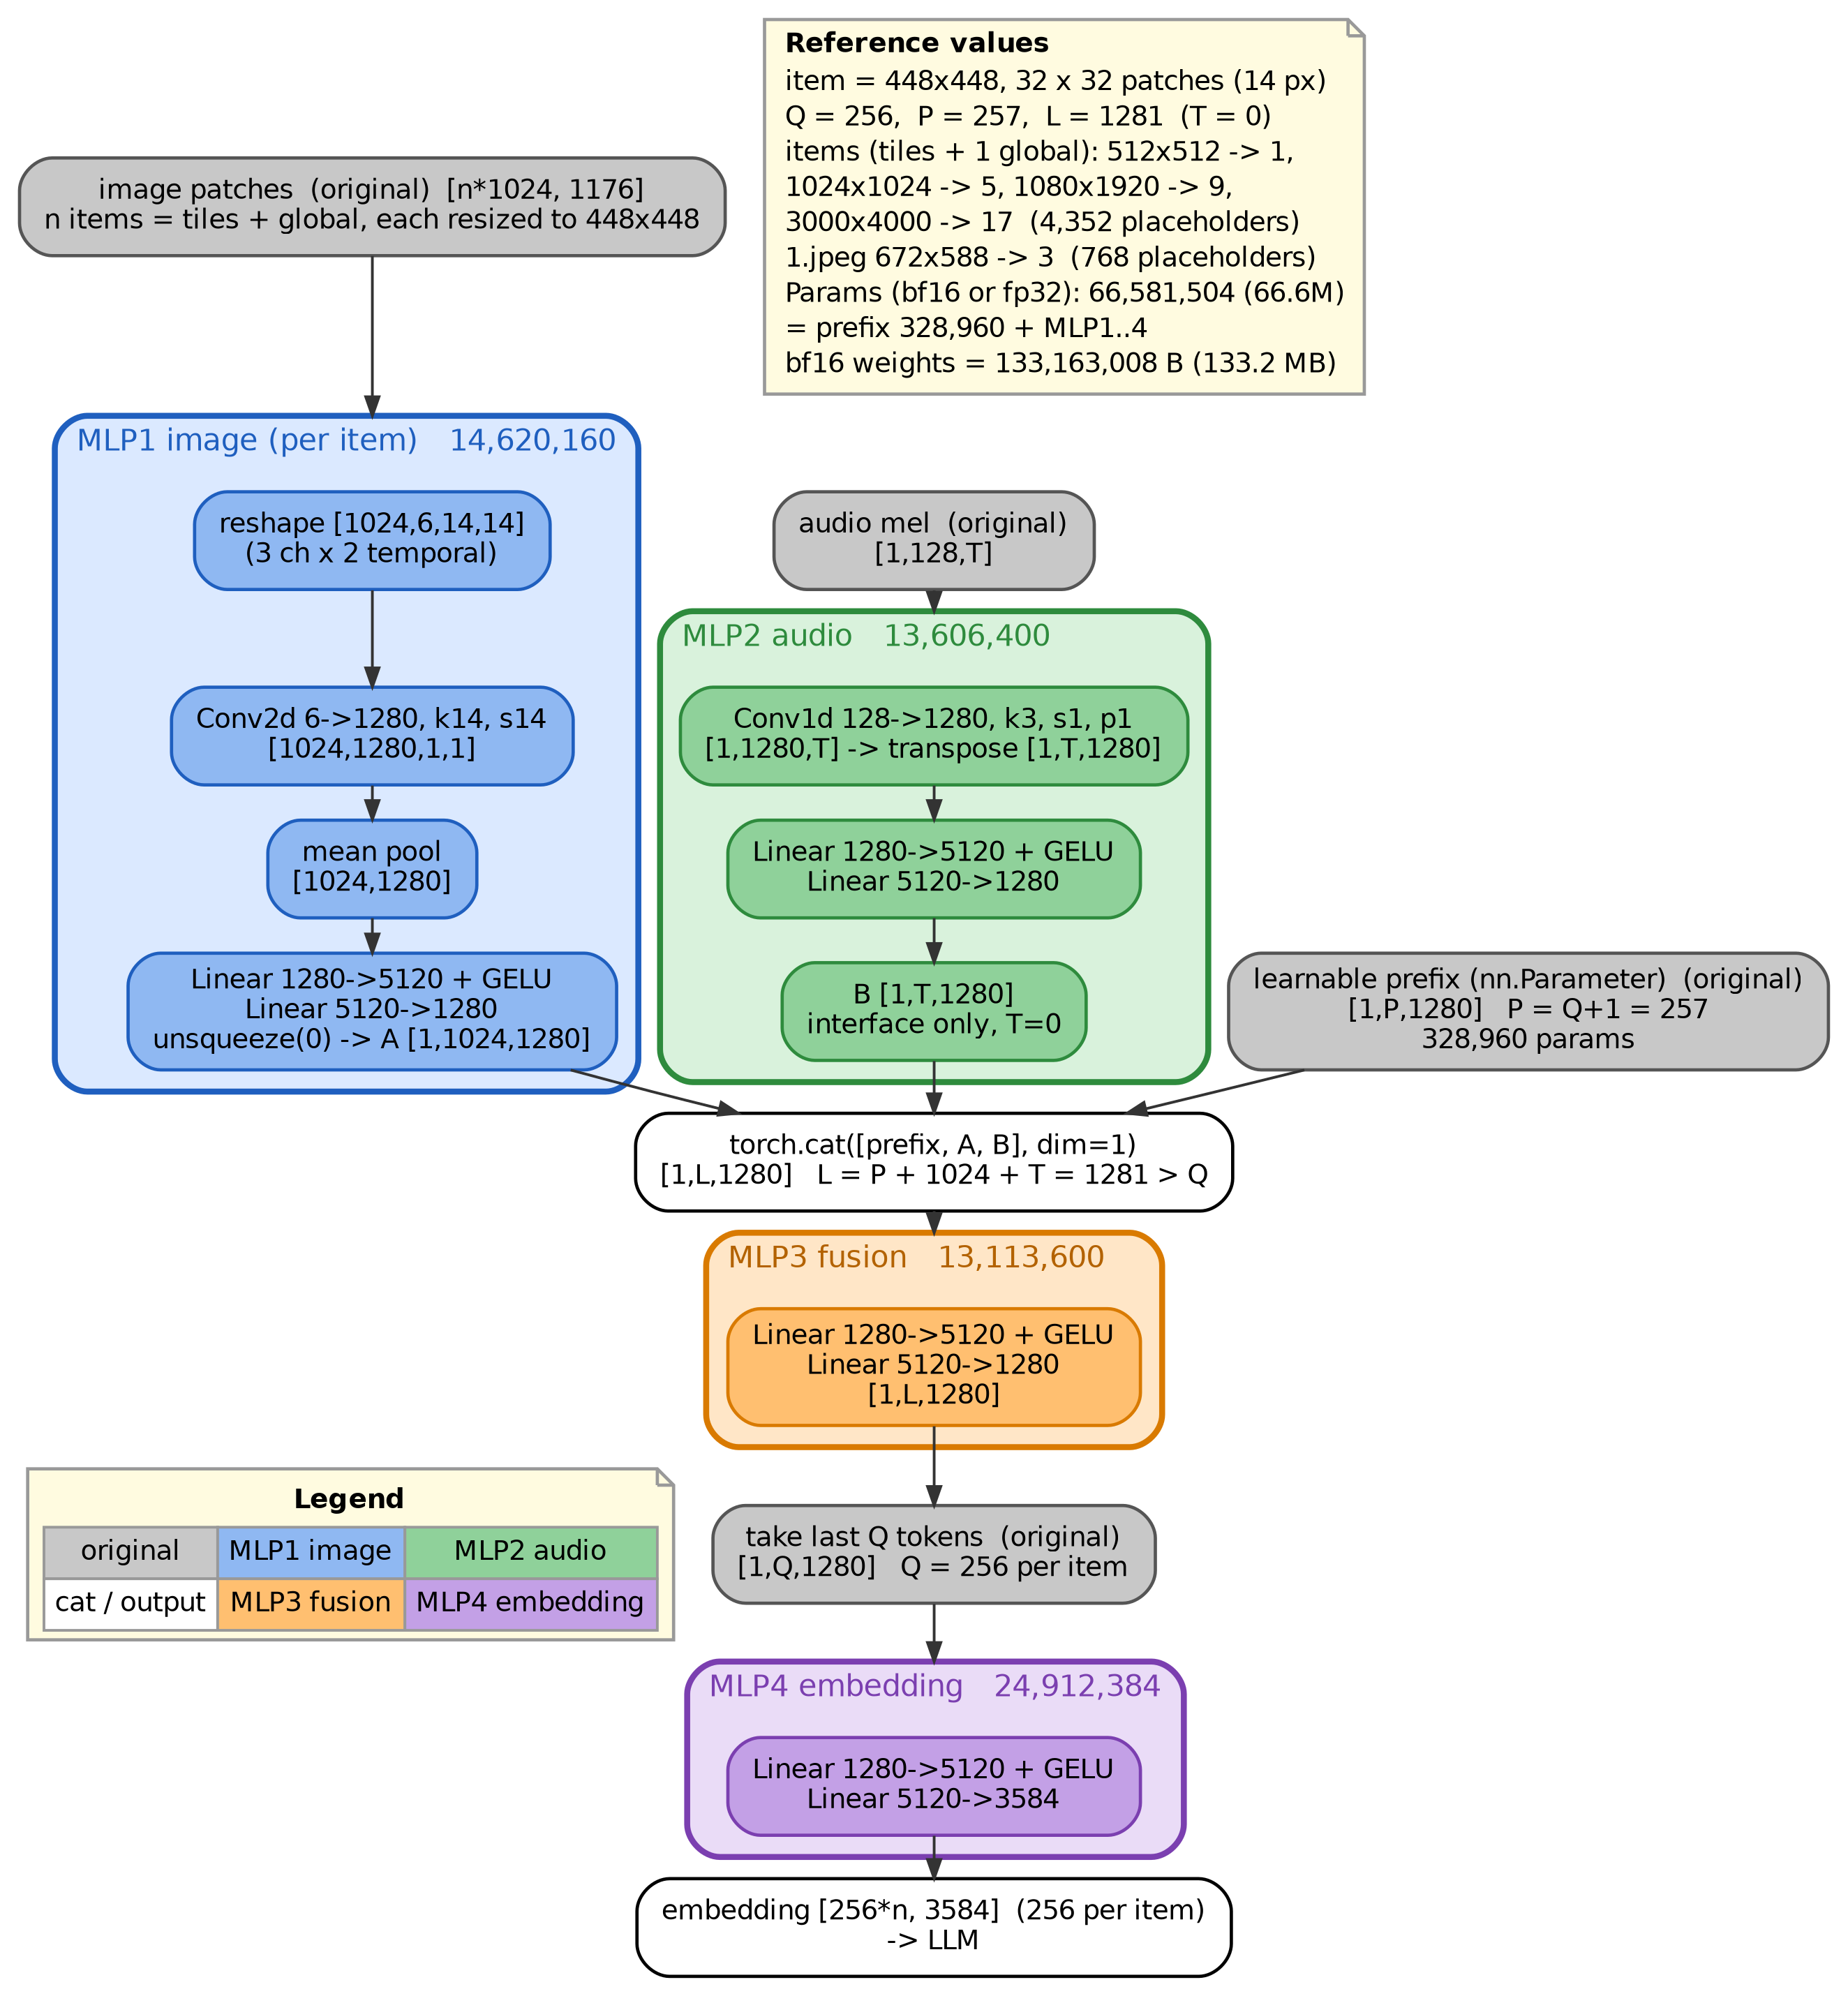 Reference values
item = 448x448, 32 x 32 patches (14 px)
Q = 256,  P = 257,  L = 1281  (T = 0)
items (tiles + 1 global): 512x512 -> 1,
1024x1024 -> 5, 1080x1920 -> 9,
3000x4000 -> 17  (4,352 placeholders)
1.jpeg 672x588 -> 3  (768 placeholders)
Params (bf16 or fp32): 66,581,504 (66.6M)
= prefix 328,960 + MLP1..4
bf16 weights = 133,163,008 B (133.2 MB)
image patches  (original)  [n*1024, 1176]
n items = tiles + global, each resized to 448x448
MLP1 image (per item)   14,620,160
reshape [1024,6,14,14]
(3 ch x 2 temporal)
Conv2d 6->1280, k14, s14
[1024,1280,1,1]
mean pool
[1024,1280]
Linear 1280->5120 + GELU
Linear 5120->1280
unsqueeze(0) -> A [1,1024,1280]
audio mel  (original)
[1,128,T]
MLP2 audio   13,606,400
Conv1d 128->1280, k3, s1, p1
[1,1280,T] -> transpose [1,T,1280]
Linear 1280->5120 + GELU
Linear 5120->1280
B [1,T,1280]
interface only, T=0
learnable prefix (nn.Parameter)  (original)
[1,P,1280]   P = Q+1 = 257
328,960 params
torch.cat([prefix, A, B], dim=1)
[1,L,1280]   L = P + 1024 + T = 1281 > Q
MLP3 fusion   13,113,600
Linear 1280->5120 + GELU
Linear 5120->1280
[1,L,1280]
take last Q tokens  (original)
[1,Q,1280]   Q = 256 per item
Legend
original MLP1 image MLP2 audio
cat / output MLP3 fusion MLP4 embedding
MLP4 embedding   24,912,384
Linear 1280->5120 + GELU
Linear 5120->3584
embedding [256*n, 3584]  (256 per item)
-> LLM